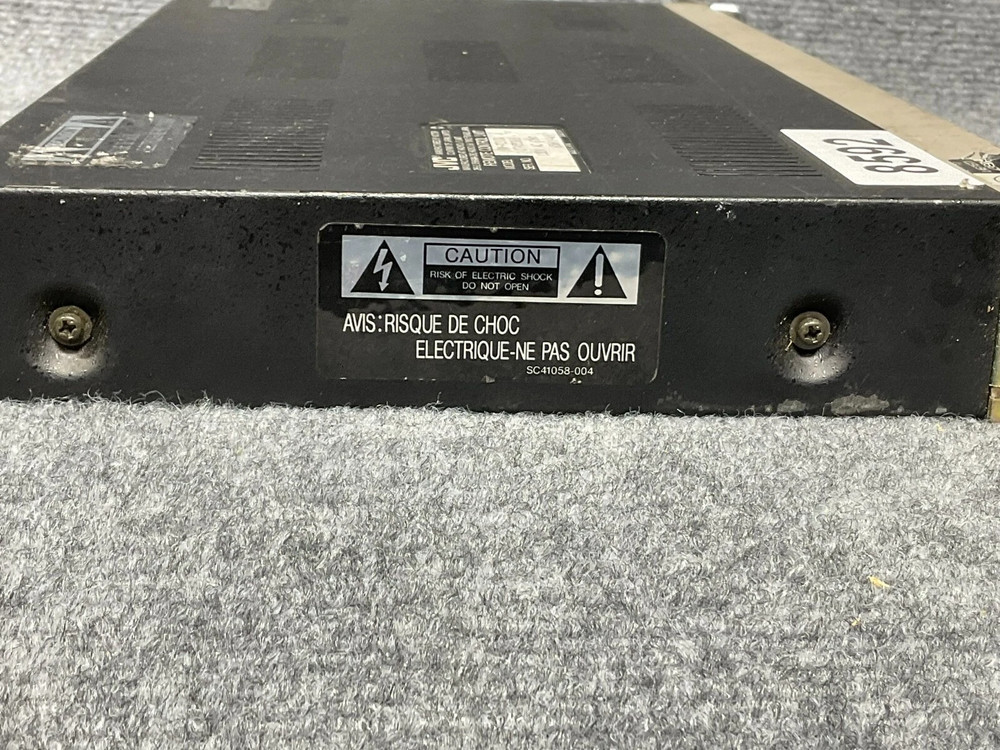 8502
JVC
CAUTION
RISK OF ELECTRIC SHOCK
DO NOT OPEN
AVIS:RISQUE DE CHOC
ELECTRIQUE-NE PAS OUVRIR
SC41058-004